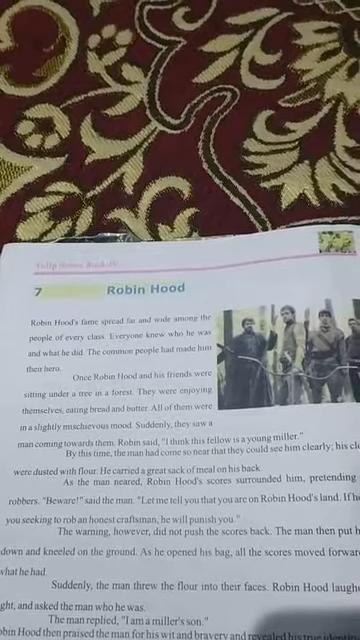 Tulip Series Book-IV
7
Robin Hood
Robin Hood's fame spread far and wide among the
people of every class. Everyone knew who he was
and what he did. The common people had made him
their hero.
Once Robin Hood and his friends were
sitting under a tree in a forest. They were enjoying
themselves, eating bread and butter. All of them were
in a slightly mischievous mood. Suddenly, they saw a
man coming towards them. Robin said, "I think this fellow is a young miller."
By this time, the man had come so near that they could see him clearly; his clo
were dusted with flour. He carried a great sack of meal on his back.
As the man neared, Robin Hood's scores surrounded him, pretending
robbers. "Beware!" said the man. "Let me tell you that you are on Robin Hood's land. If he
you seeking to rob an honest craftsman, he will punish you."
The warning, however, did not push the scores back. The man then put h
down and kneeled on the ground. As he opened his bag, all the scores moved forwar
what he had.
Suddenly, the man threw the flour into their faces. Robin Hood laughe
ght, and asked the man who he was.
The man replied, "I am a miller's son."
obin Hood then praised the man for his wit and bravery and revealed his true